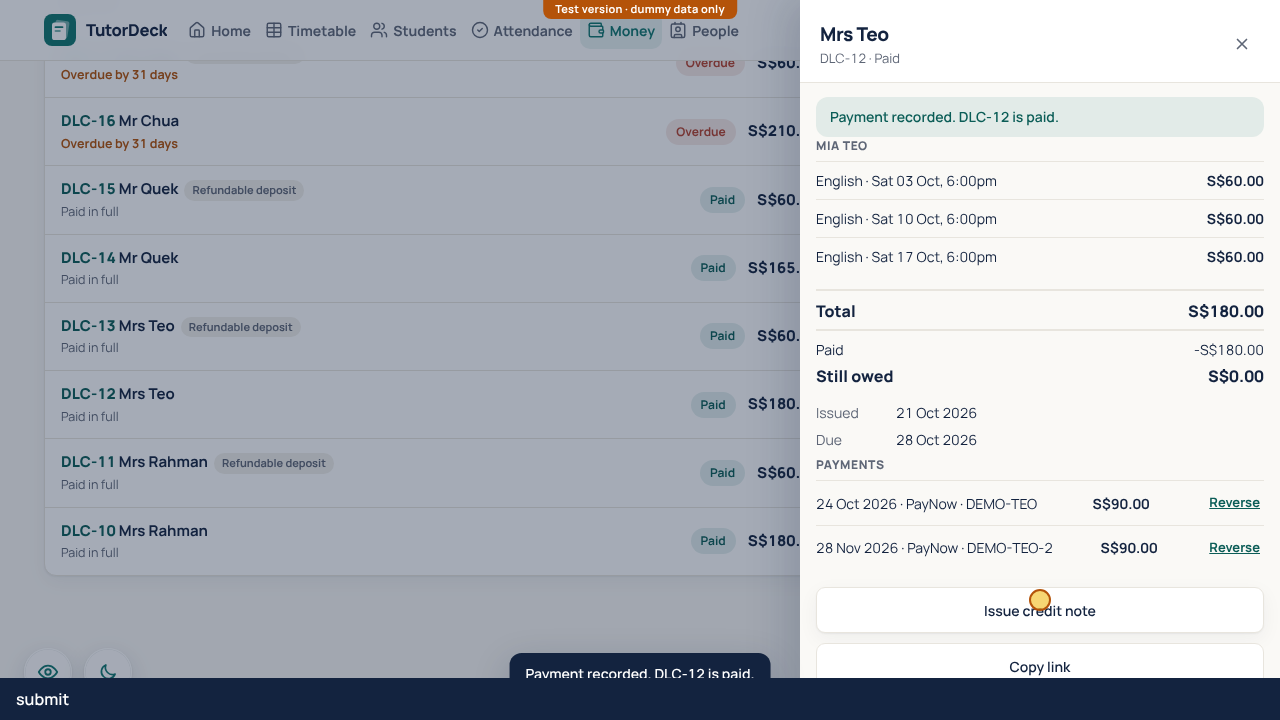 Test version · dummy data only
TutorDeck
Home
Timetable
Students
Attendance
Money
People
Overdue by 31 days
Overdue
S$60.
DLC-16 Mr Chua
Overdue by 31 days
Overdue
S$210.
DLC-15 Mr Quek
Refundable deposit
Paid in full
Paid
S$60.
DLC-14 Mr Quek
Paid in full
Paid
S$165.
DLC-13 Mrs Teo
Refundable deposit
Paid in full
Paid
S$60.
DLC-12 Mrs Teo
Paid in full
Paid
S$180.
DLC-11 Mrs Rahman
Refundable deposit
Paid in full
Paid
S$60.
DLC-10 Mrs Rahman
Paid in full
Paid
S$180.
Payment recorded. DLC-12 is paid.
Mrs Teo
DLC-12 · Paid
Payment recorded. DLC-12 is paid.
MIA TEO
English · Sat 03 Oct, 6:00pm S$60.00
English · Sat 10 Oct, 6:00pm S$60.00
English · Sat 17 Oct, 6:00pm S$60.00
Total S$180.00
Paid -S$180.00
Still owed S$0.00
Issued 21 Oct 2026
Due 28 Oct 2026
PAYMENTS
24 Oct 2026 · PayNow · DEMO-TEO S$90.00 Reverse
28 Nov 2026 · PayNow · DEMO-TEO-2 S$90.00 Reverse
Issue credit note
Copy link
submit